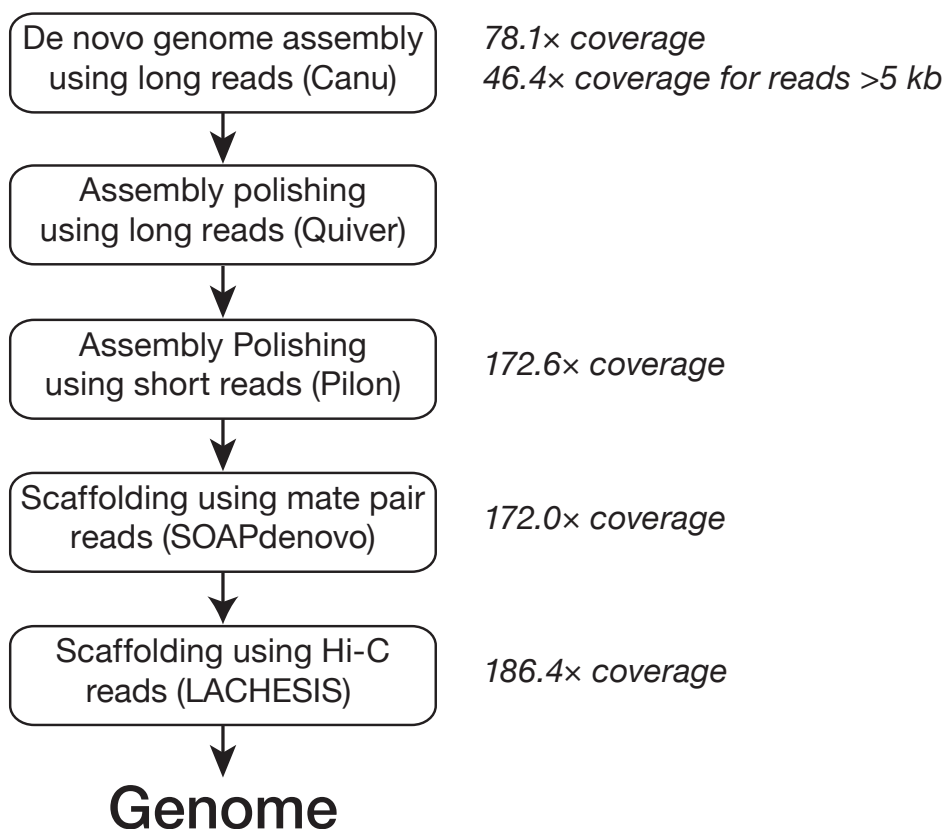 De novo genome assembly
using long reads (Canu)
78.1× coverage
46.4× coverage for reads >5 kb
Assembly polishing
using long reads (Quiver)
Assembly Polishing
using short reads (Pilon)
172.6× coverage
Scaffolding using mate pair
reads (SOAPdenovo)
172.0× coverage
Scaffolding using Hi-C
reads (LACHESIS)
186.4× coverage
Genome